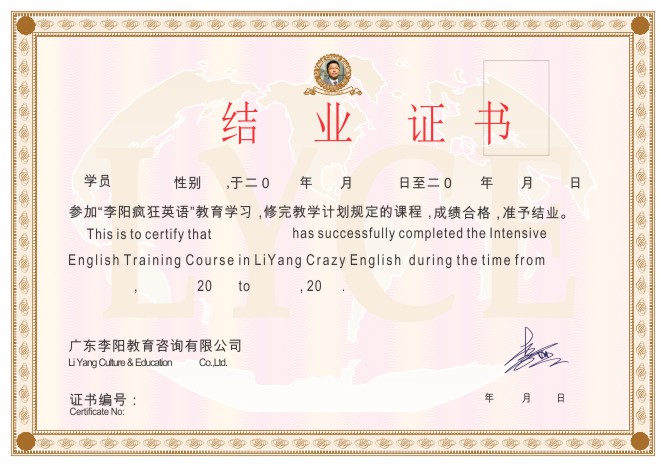 结业证书
学员 性别 ,于二0 年 月 日至二0 年 月 日
参加“李阳疯狂英语”教育学习,修完教学计划规定的课程,成绩合格,准予结业。
This is to certify that has successfully completed the Intensive
English Training Course in LiYang Crazy English during the time from
, 20 to , 20 .
LYCE
广东李阳教育咨询有限公司
Li Yang Culture & Education Co.,Ltd.
证书编号:
年 月 日
Certificate No: